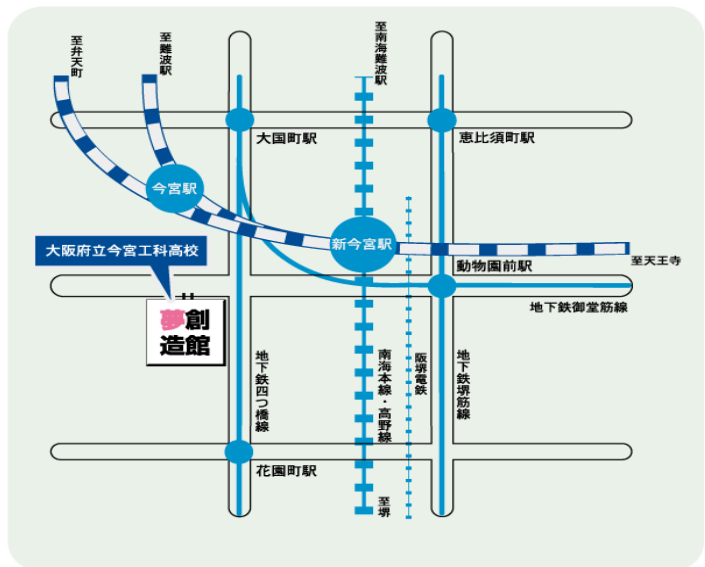 至弁天町
至難波駅
至南海難波駅
大国町駅
恵比須町駅
今宮駅
大阪府立今宮工科高校
新今宮駅
動物園前駅
至天王寺
地下鉄御堂筋線
夢創
造館
地下鉄四つ橋線
南海本線・高野線
阪堺電鉄
地下鉄堺筋線
花園町駅
至堺